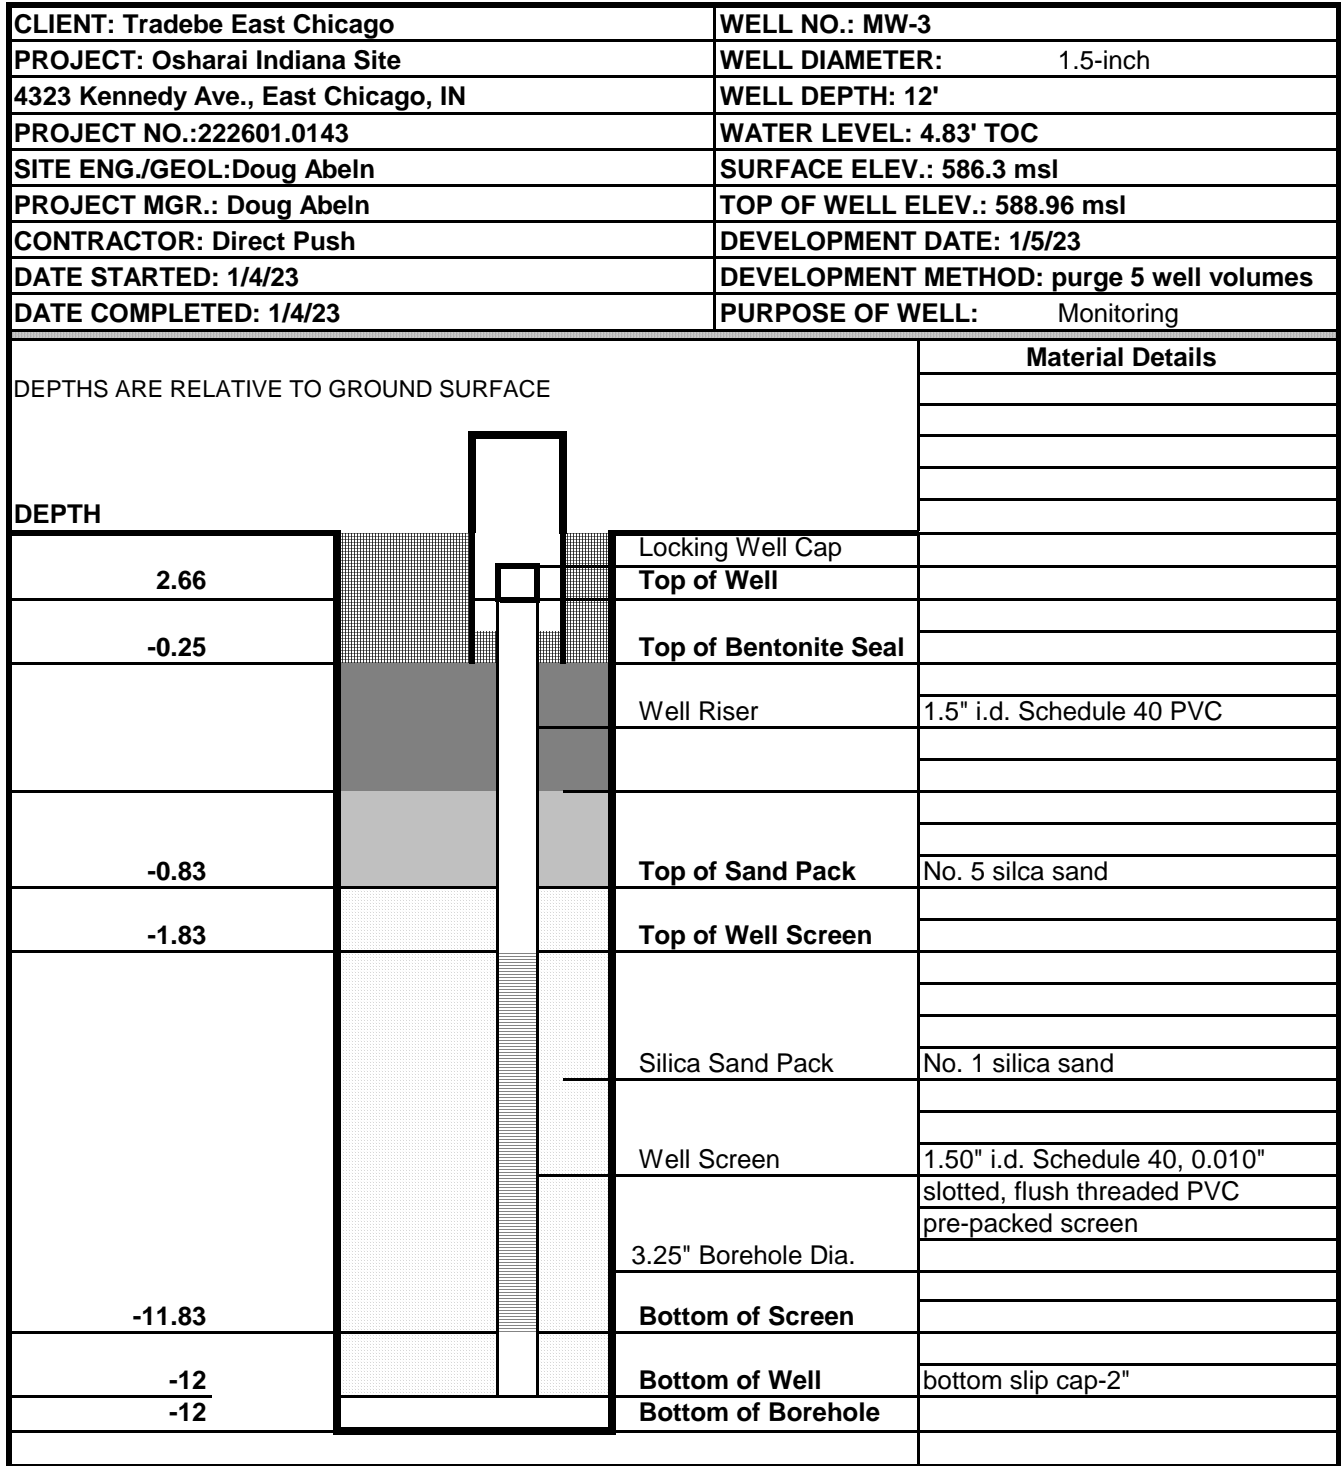 CLIENT: Tradebe East Chicago
WELL NO.: MW-3
PROJECT: Osharai Indiana Site
WELL DIAMETER: 1.5-inch
4323 Kennedy Ave., East Chicago, IN
WELL DEPTH: 12'
PROJECT NO.:222601.0143
WATER LEVEL: 4.83' TOC
SITE ENG./GEOL:Doug Abeln
SURFACE ELEV.: 586.3 msl
PROJECT MGR.: Doug Abeln
TOP OF WELL ELEV.: 588.96 msl
CONTRACTOR: Direct Push
DEVELOPMENT DATE: 1/5/23
DATE STARTED: 1/4/23
DEVELOPMENT METHOD: purge 5 well volumes
DATE COMPLETED: 1/4/23
PURPOSE OF WELL: Monitoring
Material Details
DEPTHS ARE RELATIVE TO GROUND SURFACE
DEPTH
Locking Well Cap
2.66
Top of Well
-0.25
Top of Bentonite Seal
Well Riser
1.5" i.d. Schedule 40 PVC
-0.83
Top of Sand Pack
No. 5 silca sand
-1.83
Top of Well Screen
Silica Sand Pack
No. 1 silica sand
Well Screen
1.50" i.d. Schedule 40, 0.010"
slotted, flush threaded PVC
pre-packed screen
3.25" Borehole Dia.
-11.83
Bottom of Screen
-12
Bottom of Well
bottom slip cap-2"
-12
Bottom of Borehole